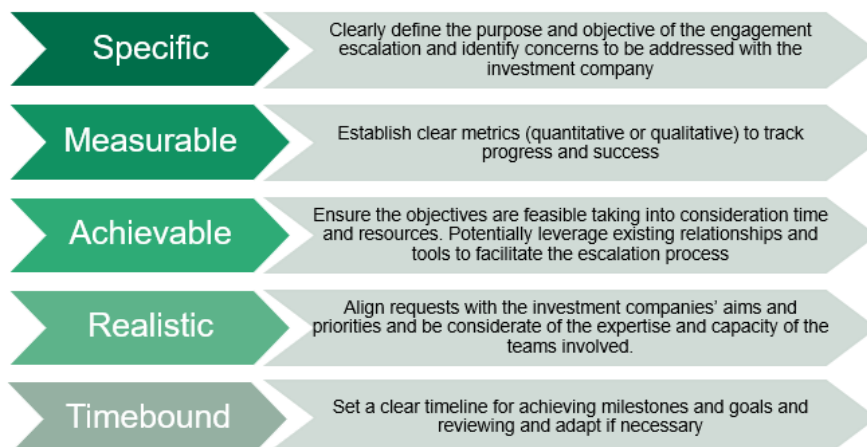 Specific
Clearly define the purpose and objective of the engagement
escalation and identify concerns to be addressed with the
investment company
Measurable
Establish clear metrics (quantitative or qualitative) to track
progress and success
Achievable
Ensure the objectives are feasible taking into consideration time
and resources. Potentially leverage existing relationships and
tools to facilitate the escalation process
Realistic
Align requests with the investment companies’ aims and
priorities and be considerate of the expertise and capacity of the
teams involved.
Timebound
Set a clear timeline for achieving milestones and goals and
reviewing and adapt if necessary